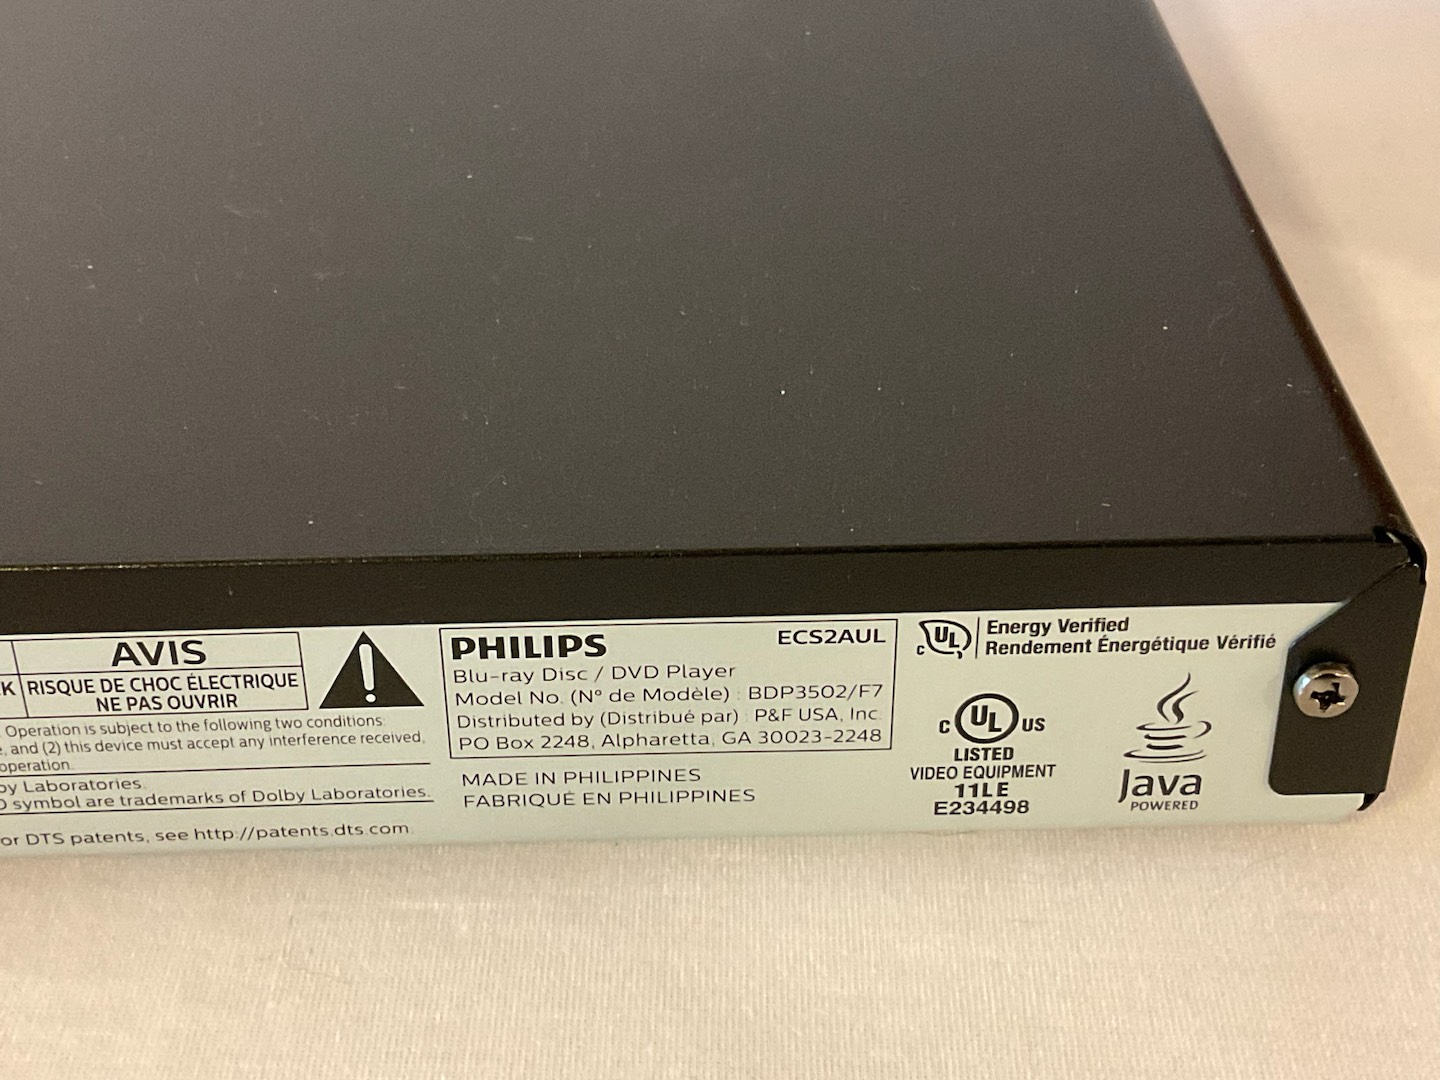 AVIS
K RISQUE DE CHOC ÉLECTRIQUE
NE PAS OUVRIR
Operation is subject to the following two conditions:
, and (2) this device must accept any interference received,
operation.
by Laboratories.
D symbol are trademarks of Dolby Laboratories.
or DTS patents, see http://patents.dts.com
PHILIPS ECS2AUL
Blu-ray Disc / DVD Player
Model No. (N° de Modèle) : BDP3502/F7
Distributed by (Distribué par) : P&F USA, Inc.
PO Box 2248, Alpharetta, GA 30023-2248
MADE IN PHILIPPINES
FABRIQUÉ EN PHILIPPINES
C UL Energy Verified
Rendement Énergétique Vérifié
C UL US
LISTED
VIDEO EQUIPMENT
11LE
E234498
Java
POWERED